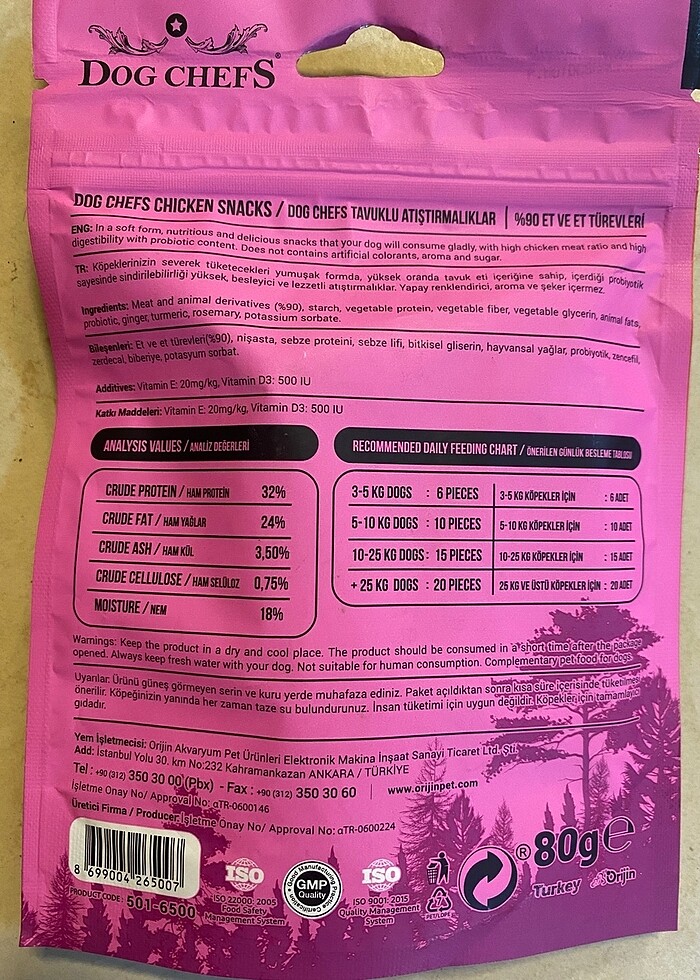 DOG CHEFS®
DOG CHEFS CHICKEN SNACKS / DOG CHEFS TAVUKLU ATIŞTIRMALIKLAR | %90 ET VE ET TÜREVLERİ
ENG: In a soft form, nutritious and delicious snacks that your dog will consume gladly, with high chicken meat ratio and high
digestibility with probiotic content. Does not contains artificial colorants, aroma and sugar.
TR: Köpeklerinizin severek tüketecekleri yumuşak formda, yüksek oranda tavuk eti içeriğine sahip, içerdiği probiyotik
sayesinde sindirilebilirliği yüksek, besleyici ve lezzetli atıştırmalıklar. Yapay renklendirici, aroma ve şeker içermez.
Ingredients: Meat and animal derivatives (%90), starch, vegetable protein, vegetable fiber, vegetable glycerin, animal fats,
probiotic, ginger, turmeric, rosemary, potassium sorbate.
Bileşenleri: Et ve et türevleri(%90), nişasta, sebze proteini, sebze lifi, bitkisel gliserin, hayvansal yağlar, probiyotik, zencefil,
zerdecal, biberiye, potasyum sorbat.
Additives: Vitamin E: 20mg/kg, Vitamin D3: 500 IU
Katkı Maddeleri: Vitamin E: 20mg/kg, Vitamin D3: 500 IU
ANALYSIS VALUES / ANALİZ DEĞERLERİ
CRUDE PROTEIN / HAM PROTEİN 32%
CRUDE FAT / HAM YAĞLAR 24%
CRUDE ASH / HAM KÜL 3,50%
CRUDE CELLULOSE / HAM SELÜLOZ 0,75%
MOISTURE / NEM 18%
RECOMMENDED DAILY FEEDING CHART / ÖNERİLEN GÜNLÜK BESLEME TABLOSU
3-5 KG DOGS : 6 PIECES 3-5 KG KÖPEKLER İÇİN : 6 ADET
5-10 KG DOGS : 10 PIECES 5-10 KG KÖPEKLER İÇİN : 10 ADET
10-25 KG DOGS : 15 PIECES 10-25 KG KÖPEKLER İÇİN : 15 ADET
+ 25 KG DOGS : 20 PIECES 25 KG VE ÜSTÜ KÖPEKLER İÇİN : 20 ADET
Warnings: Keep the product in a dry and cool place. The product should be consumed in a short time after the package
opened. Always keep fresh water with your dog. Not suitable for human consumption. Complementary pet food for dogs.
Uyarılar: Ürünü güneş görmeyen serin ve kuru yerde muhafaza ediniz. Paket açıldıktan sonra kısa süre içerisinde tüketilmesi
önerilir. Köpeğinizin yanında her zaman taze su bulundurunuz. İnsan tüketimi için uygun değildir. Köpekler için tamamlayıcı
gıdadır.
Yem İşletmecisi: Orijin Akvaryum Pet Ürünleri Elektronik Makina İnşaat Sanayi Ticaret Ltd. Şti.
Add: İstanbul Yolu 30. km No:232 Kahramankazan ANKARA / TÜRKİYE
Tel : +90 (312) 350 30 00 (Pbx) - Fax : +90 (312) 350 30 60 | www.orijinpet.com
İşletme Onay No/ Approval No: αTR-0600146
Üretici Firma / Producer İşletme Onay No/ Approval No: αTR-0600224
8 699004 265007
PRODUCT CODE: 501-6500
ISO
ISO 22000: 2005
Food Safety
Management System
Good Manufacturing Practice Certification
GMP
Quality
ISO
ISO 9001: 2015
Quality Management
System
7
PET/LDPE
®
80g ℮
Turkey
Orijin